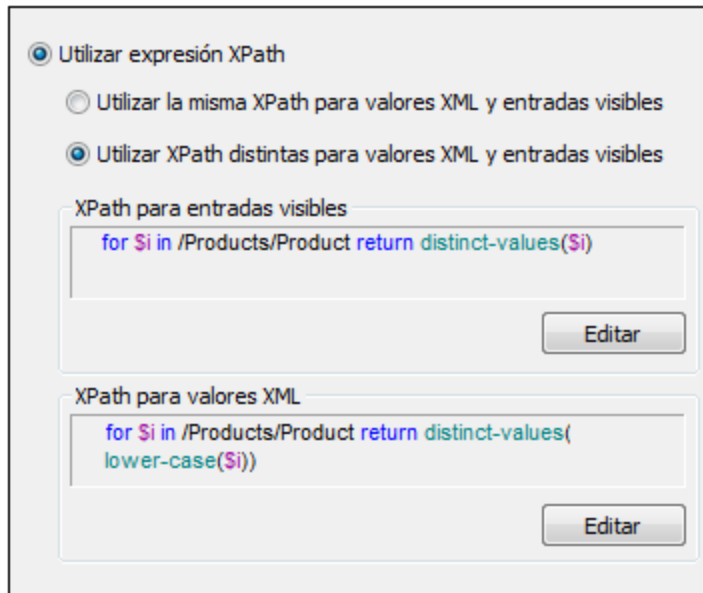 Utilizar expresión XPath
Utilizar la misma XPath para valores XML y entradas visibles
Utilizar XPath distintas para valores XML y entradas visibles
XPath para entradas visibles
for $i in /Products/Product return distinct-values($i)
Editar
XPath para valores XML
for $i in /Products/Product return distinct-values(
lower-case($i))
Editar